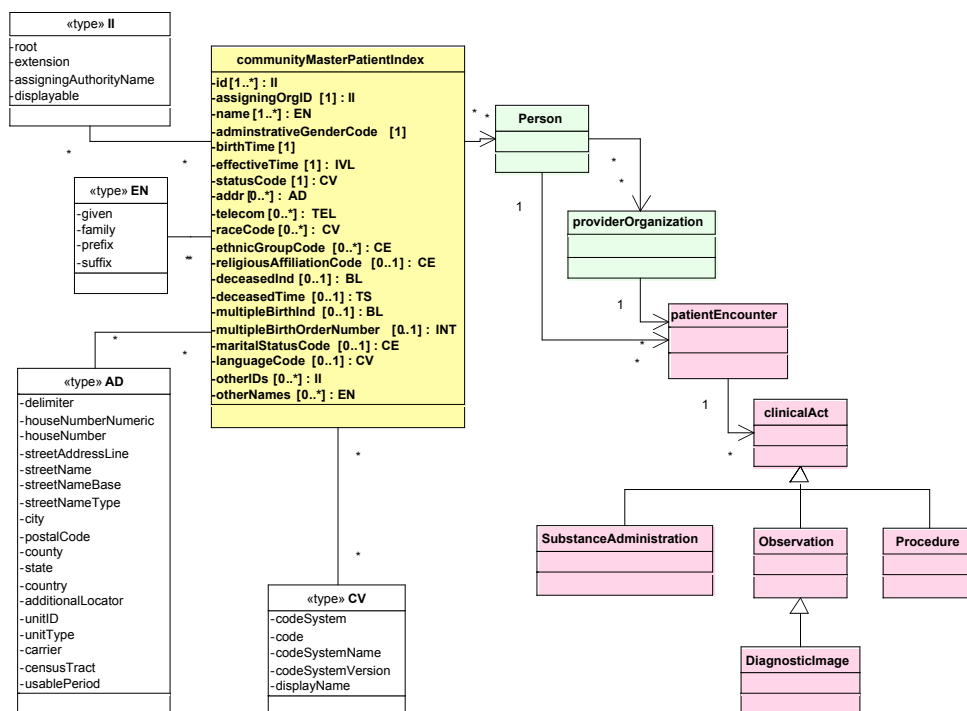 «type» II
-root
-extension
-assigningAuthorityName
-displayable
*
*
«type» EN
-given
-family
-prefix
-suffix
**
communityMasterPatientIndex
-id [1..*] : II
-assigningOrgID [1] : II
-name [1..*] : EN
-adminstrativeGenderCode [1]
-birthTime [1]
-effectiveTime [1] : IVL
-statusCode [1] : CV
-addr [0..*] : AD
-telecom [0..*] : TEL
-raceCode [0..*] : CV
-ethnicGroupCode [0..*] : CE
-religiousAffiliationCode [0..1] : CE
-deceasedInd [0..1] : BL
-deceasedTime [0..1] : TS
-multipleBirthInd [0..1] : BL
-multipleBirthOrderNumber [0..1] : INT
-maritalStatusCode [0..1] : CE
-languageCode [0..1] : CV
-otherIDs [0..*] : II
-otherNames [0..*] : EN
*
*
«type» AD
-delimiter
-houseNumberNumeric
-houseNumber
-streetAddressLine
-streetName
-streetNameBase
-streetNameType
-city
-postalCode
-county
-state
-country
-additionalLocator
-unitID
-unitType
-carrier
-censusTract
-usablePeriod
*
*
«type» CV
-codeSystem
-code
-codeSystemName
-codeSystemVersion
-displayName
*
*
Person
*
*
providerOrganization
1
1
patientEncounter
*
*
1
clinicalAct
*
SubstanceAdministration
Observation
Procedure
DiagnosticImage